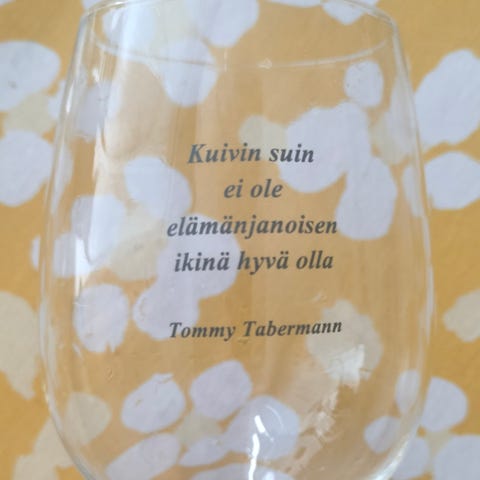 Kuivin suin
ei ole
elämänjanoisen
ikinä hyvä olla
Tommy Tabermann